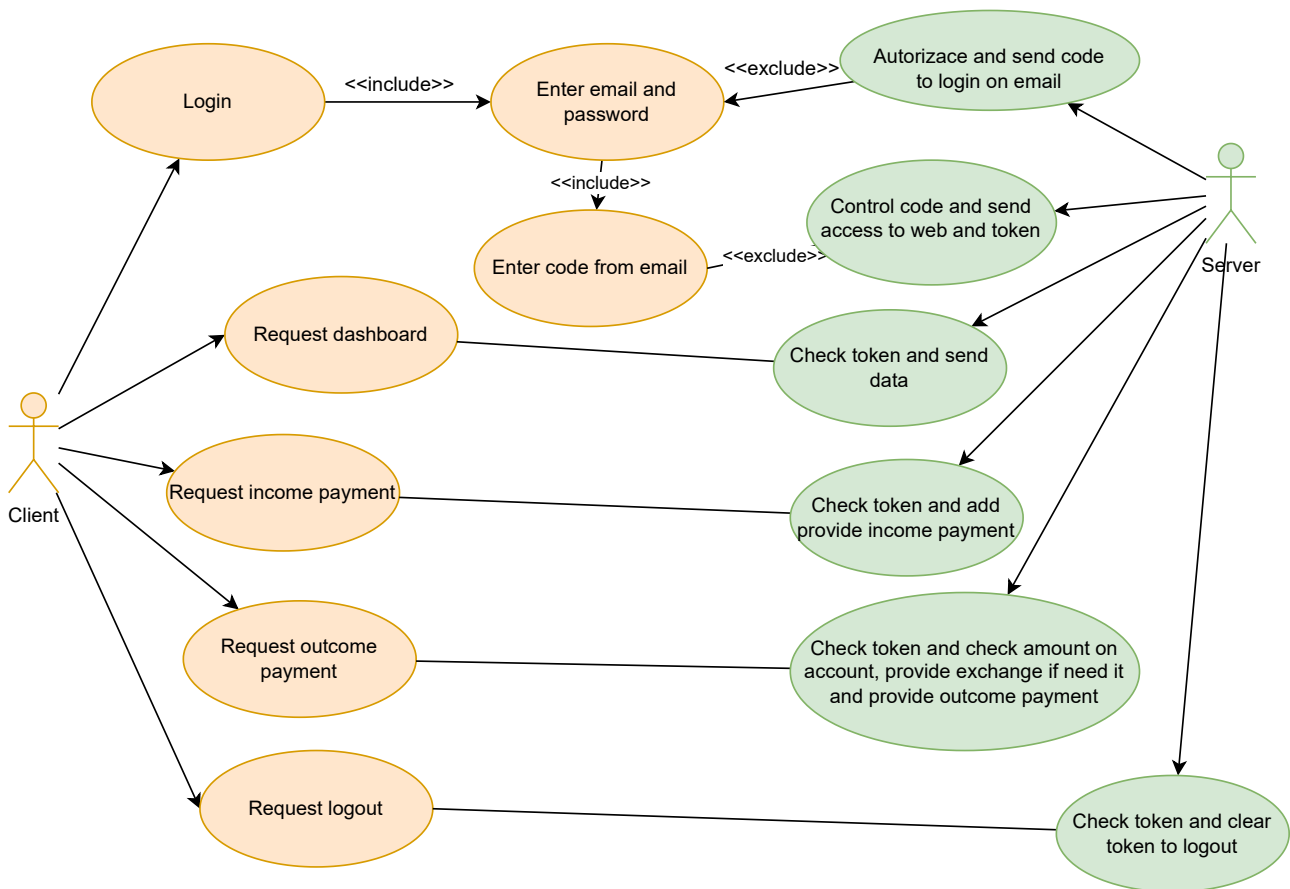 Autorizace and send code
to login on email
<<exclude>>
<<include>>
Login
Enter email and
password
<<include>>
Control code and send
access to web and token
<<exclude>>
Enter code from email
Server
Request dashboard
Check token and send
data
Request income payment
Check token and add
provide income payment
Client
Request outcome
payment
Check token and check amount on
account, provide exchange if need it
and provide outcome payment
Request logout
Check token and clear
token to logout